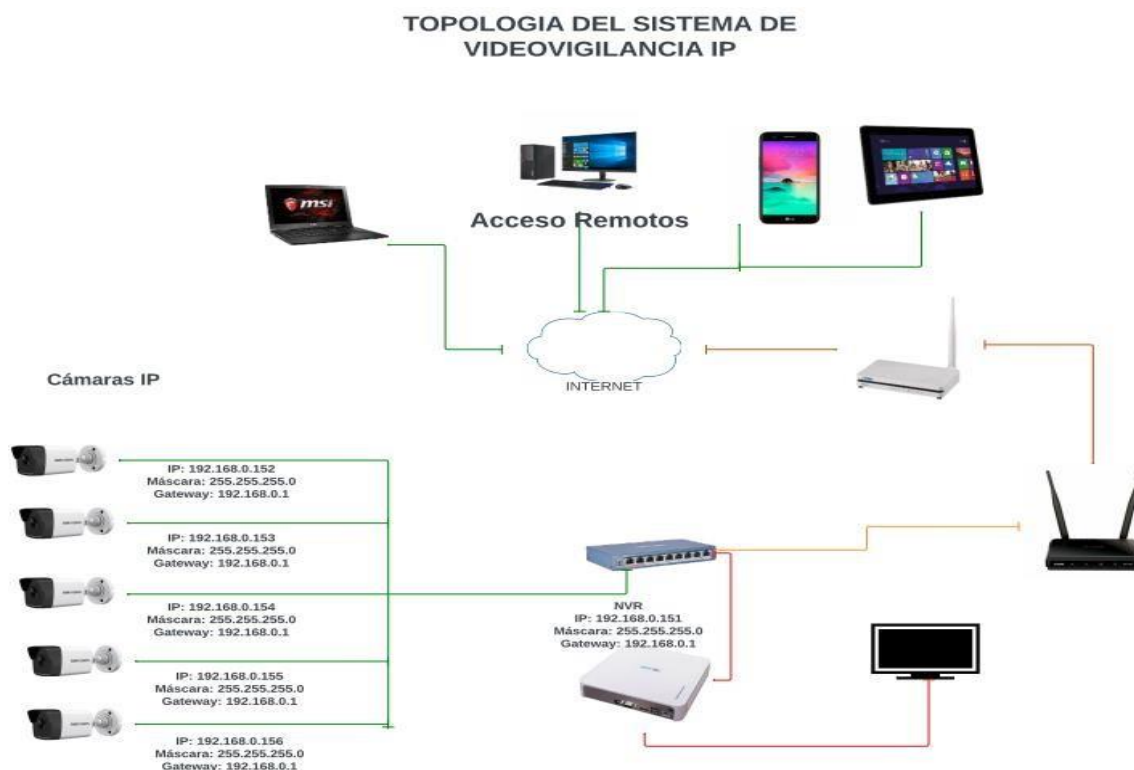 TOPOLOGIA DEL SISTEMA DE
VIDEOVIGILANCIA IP
msi
Acceso Remotos
INTERNET
Cámaras IP
IP: 192.168.0.152
Máscara: 255.255.255.0
Gateway: 192.168.0.1
IP: 192.168.0.153
Máscara: 255.255.255.0
Gateway: 192.168.0.1
IP: 192.168.0.154
Máscara: 255.255.255.0
Gateway: 192.168.0.1
IP: 192.168.0.155
Máscara: 255.255.255.0
Gateway: 192.168.0.1
IP: 192.168.0.156
Máscara: 255.255.255.0
Gateway: 192.168.0.1
NVR
IP: 192.168.0.151
Máscara: 255.255.255.0
Gateway: 192.168.0.1